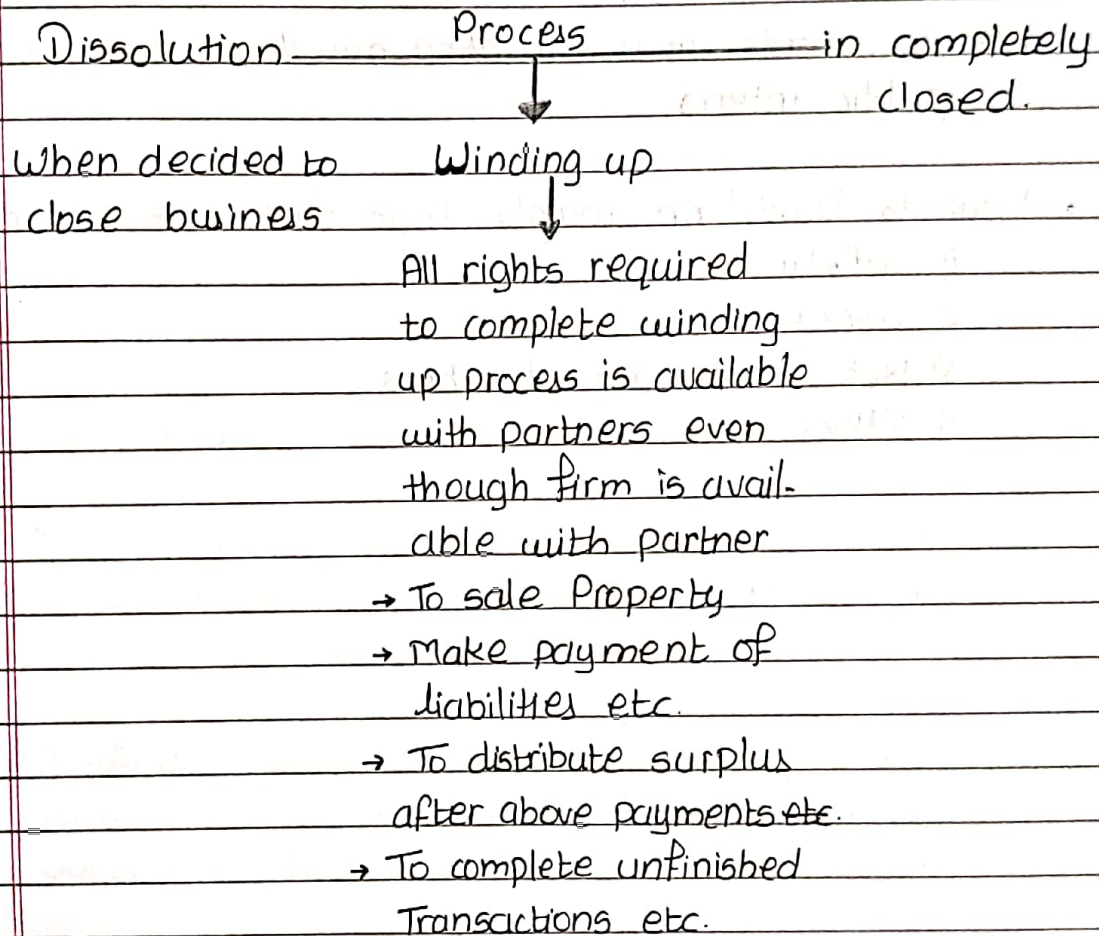 Process
Dissolution in completely
closed.
When decided to Winding up
close business
All rights required
to complete winding
up process is available
with partners even
though firm is avail-
able with partner
→ To sale Property
→ Make payment of
liabilities etc.
→ To distribute surplus
after above payments etc.
→ To complete unfinished
Transactions etc.